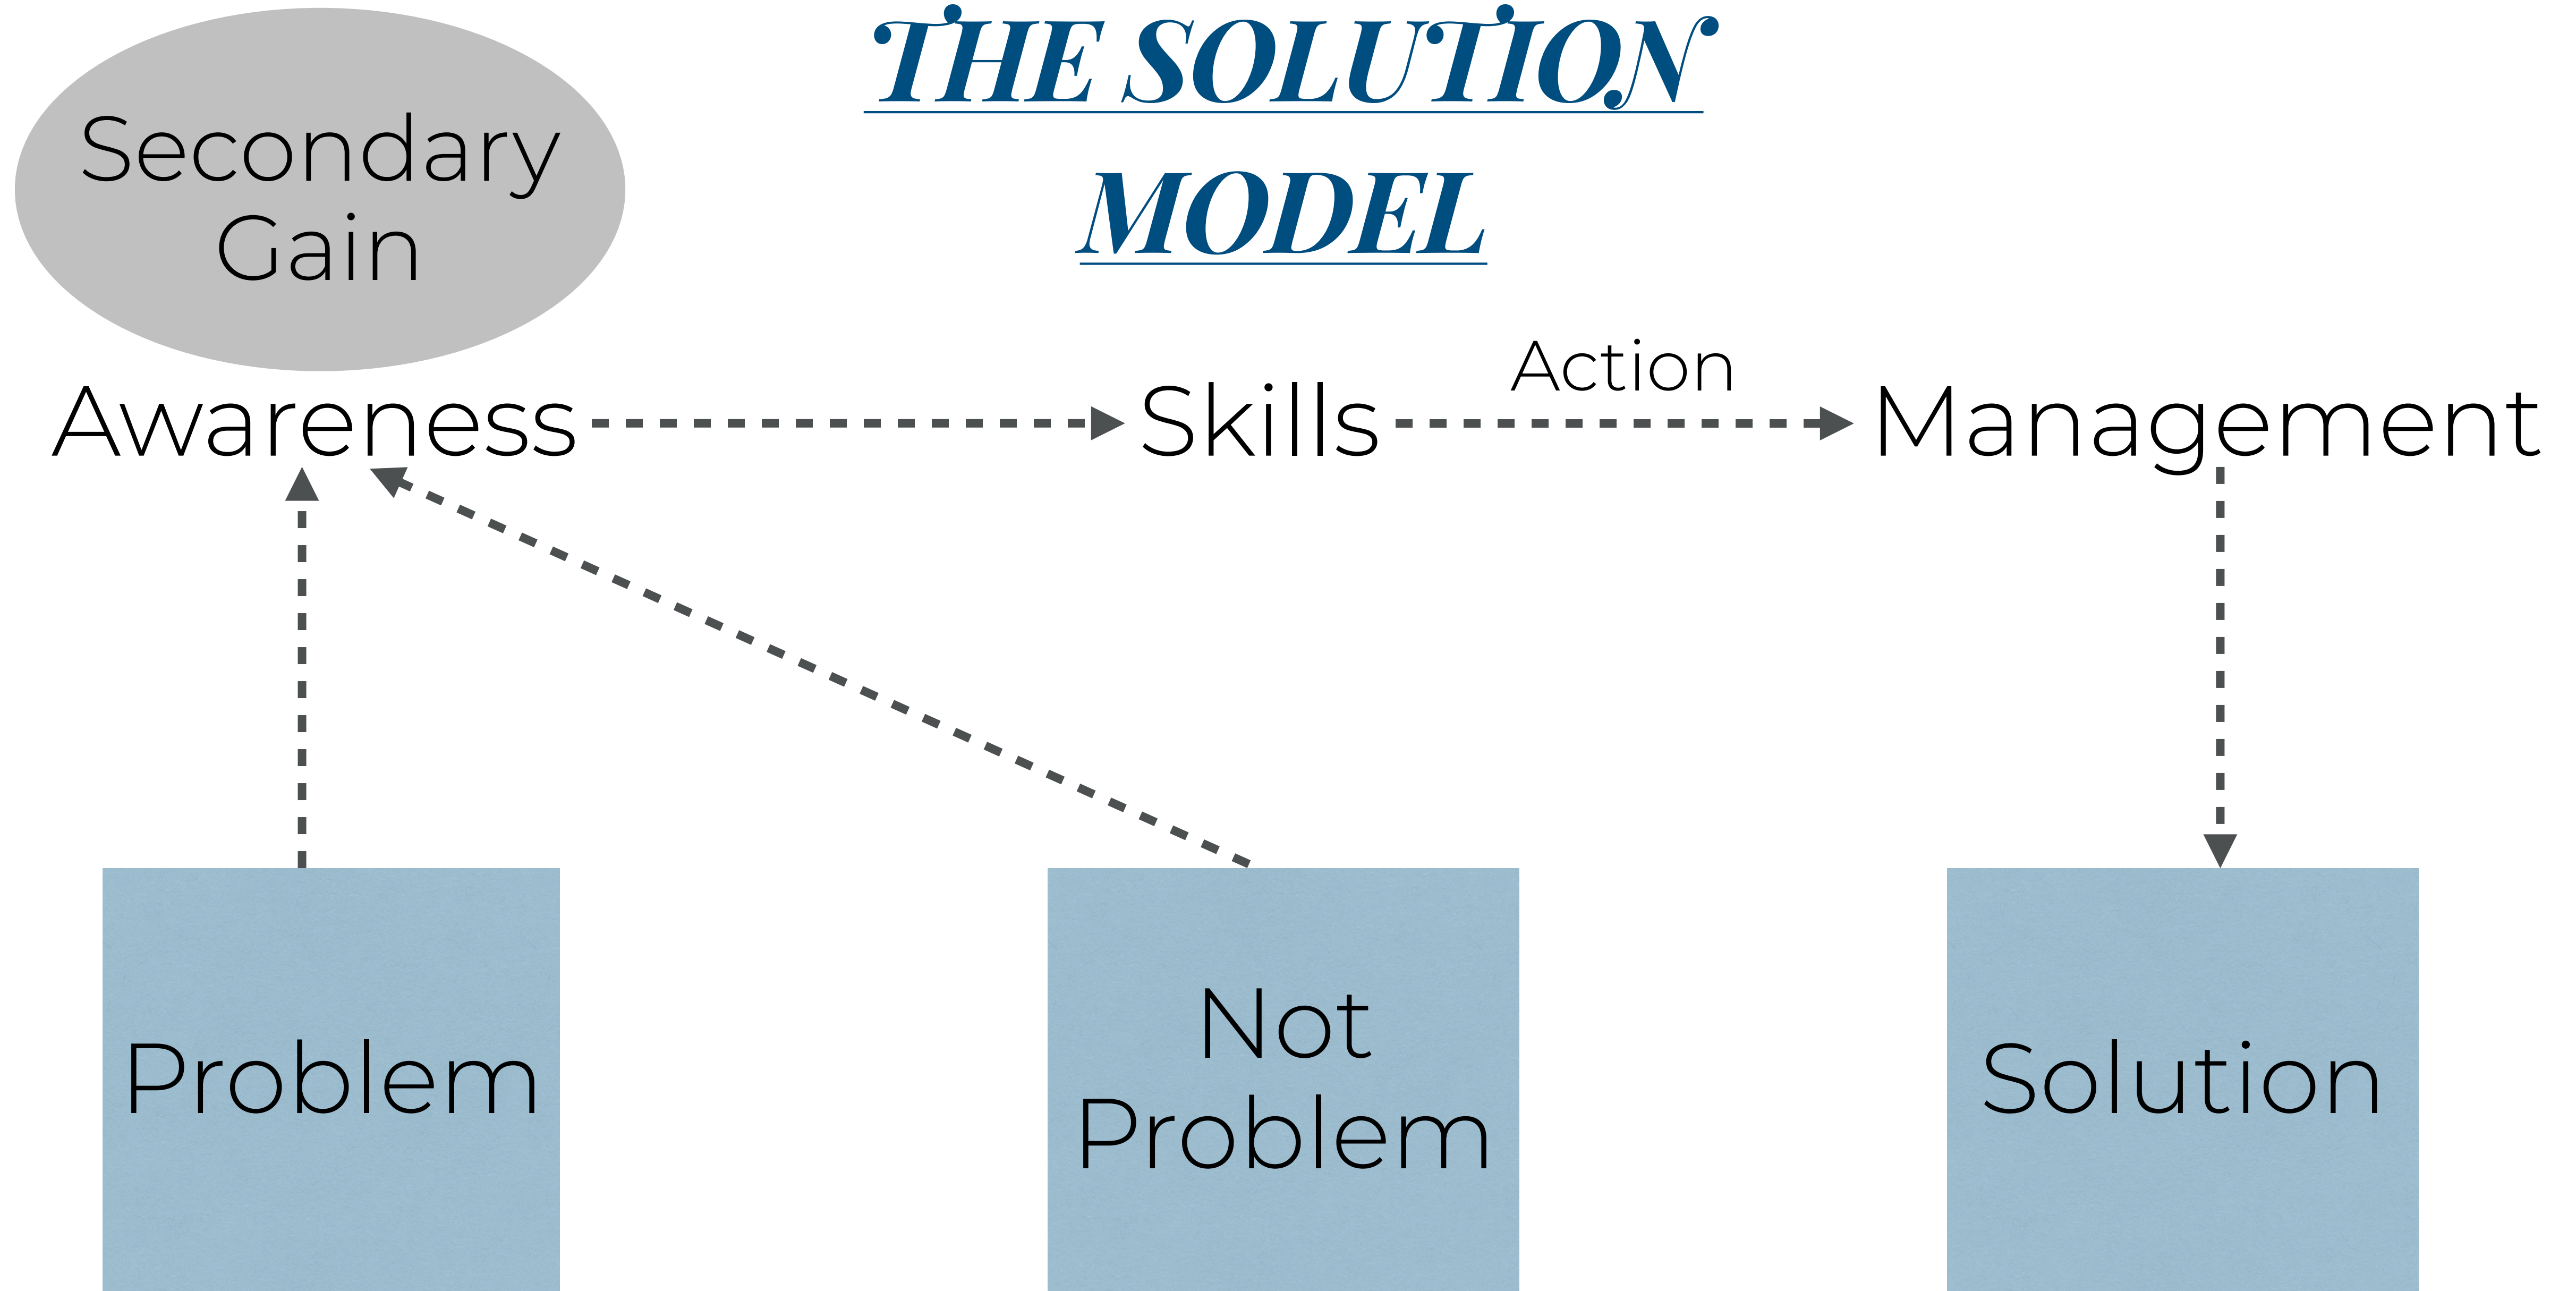 THE SOLUTION
MODEL
Secondary
Gain
Awareness
Skills
Action
Management
Problem
Not
Problem
Solution